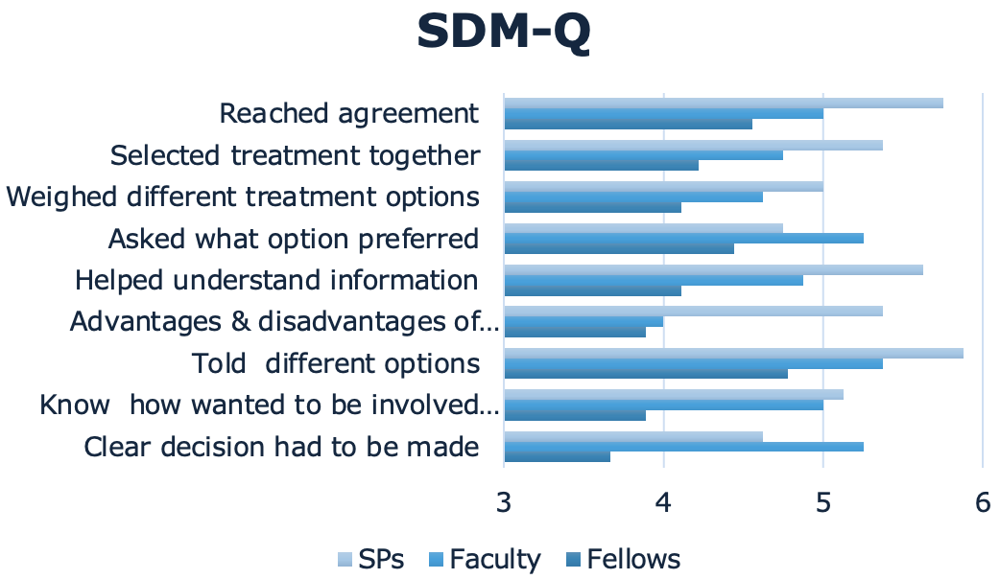 SDM-Q
Reached agreement
Selected treatment together
Weighed different treatment options
Asked what option preferred
Helped understand information
Advantages & disadvantages of...
Told  different options
Know  how wanted to be involved...
Clear decision had to be made
3 4 5 6
SPs Faculty Fellows